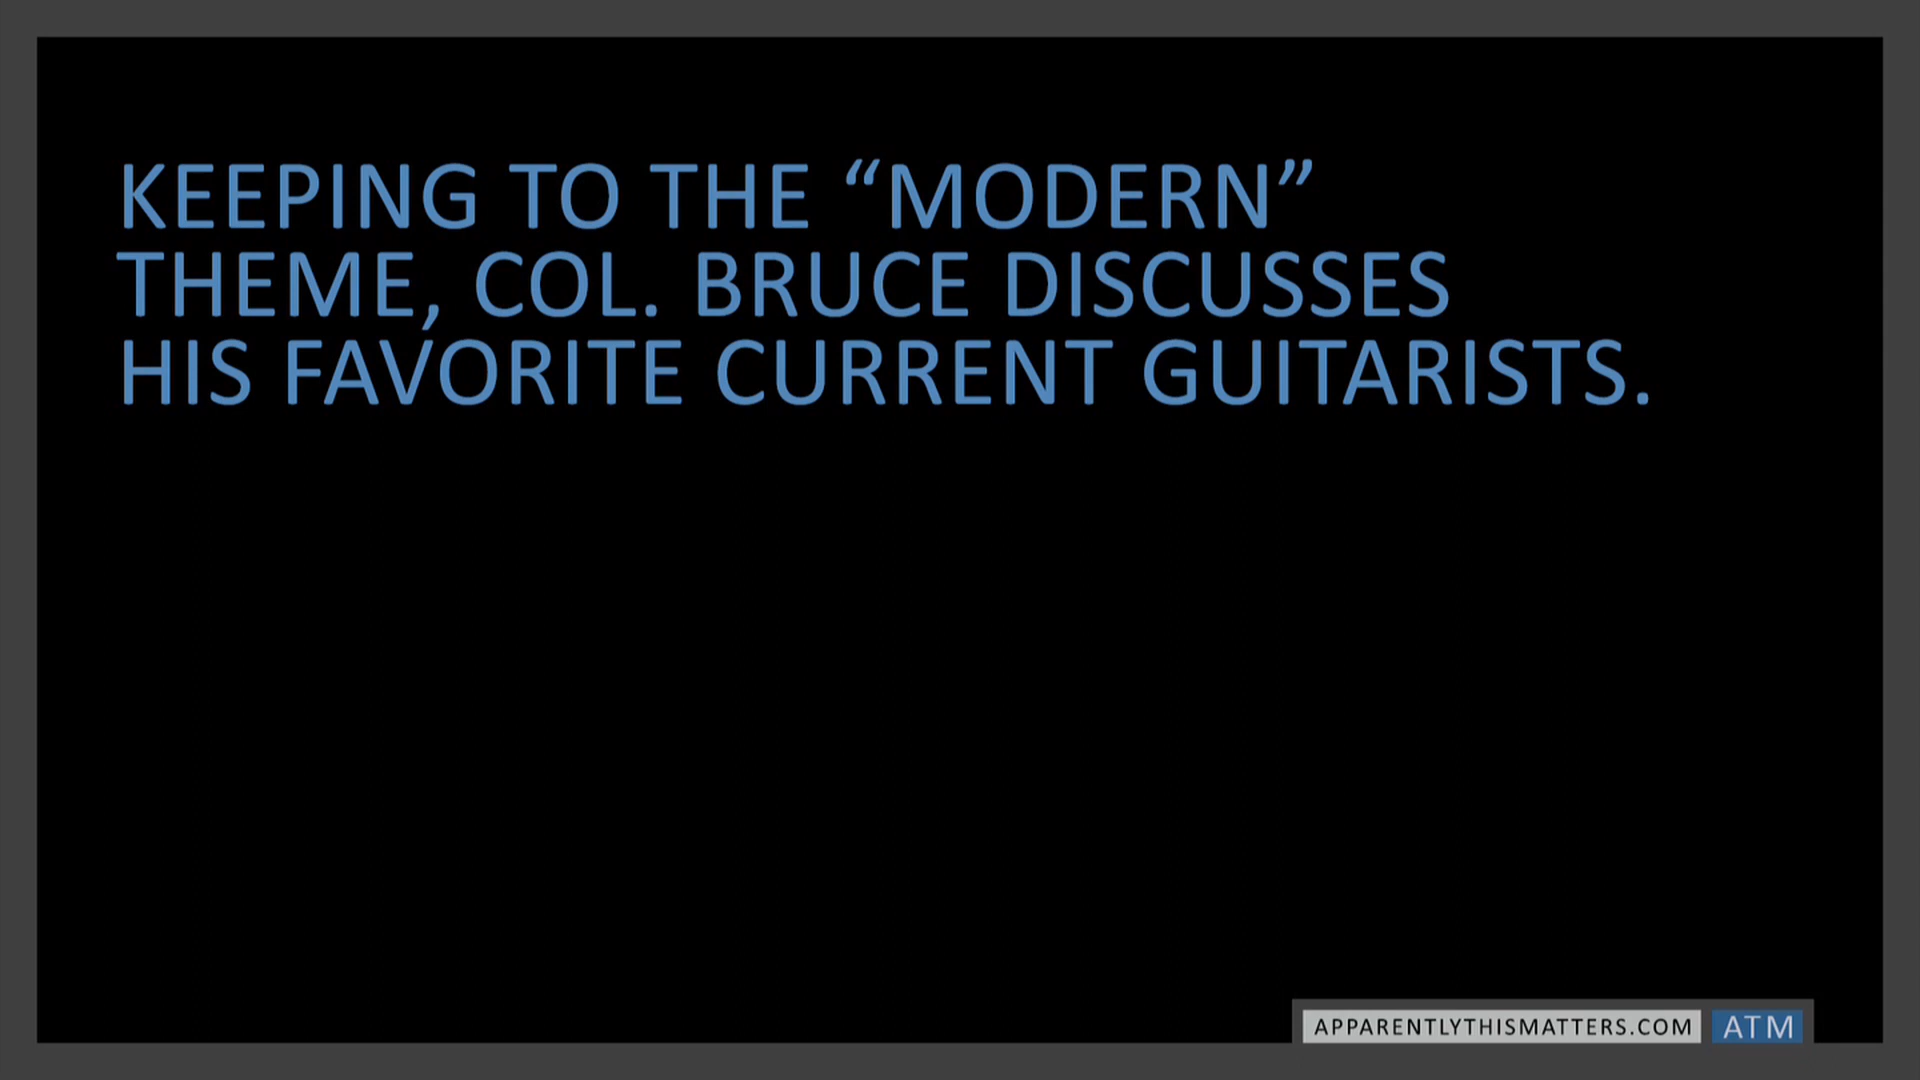 KEEPING TO THE “MODERN”
THEME, COL. BRUCE DISCUSSES
HIS FAVORITE CURRENT GUITARISTS.
APPARENTLYTHISMATTERS.COM ATM